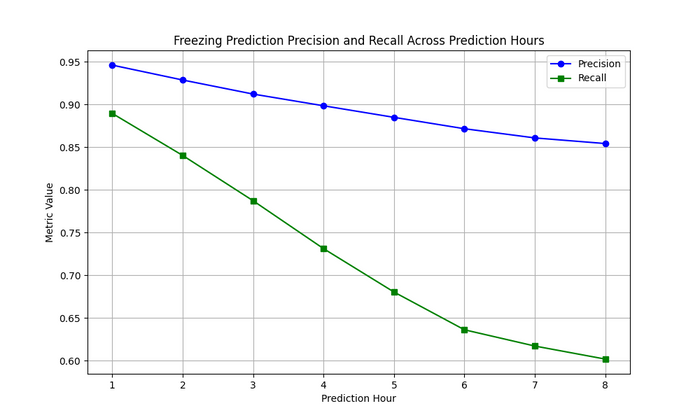 Freezing Prediction Precision and Recall Across Prediction Hours
Precision
Recall
Metric Value
0.95
0.90
0.85
0.80
0.75
0.70
0.65
0.60
1 2 3 4 5 6 7 8
Prediction Hour